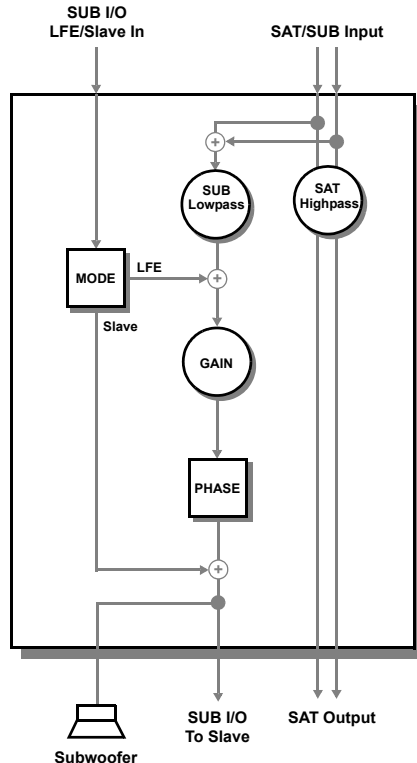 SUB I/O
LFE/Slave In
SAT/SUB Input
+
SUB
Lowpass
SAT
Highpass
MODE
LFE
+
Slave
GAIN
PHASE
+
SUB I/O
To Slave
SAT Output
Subwoofer